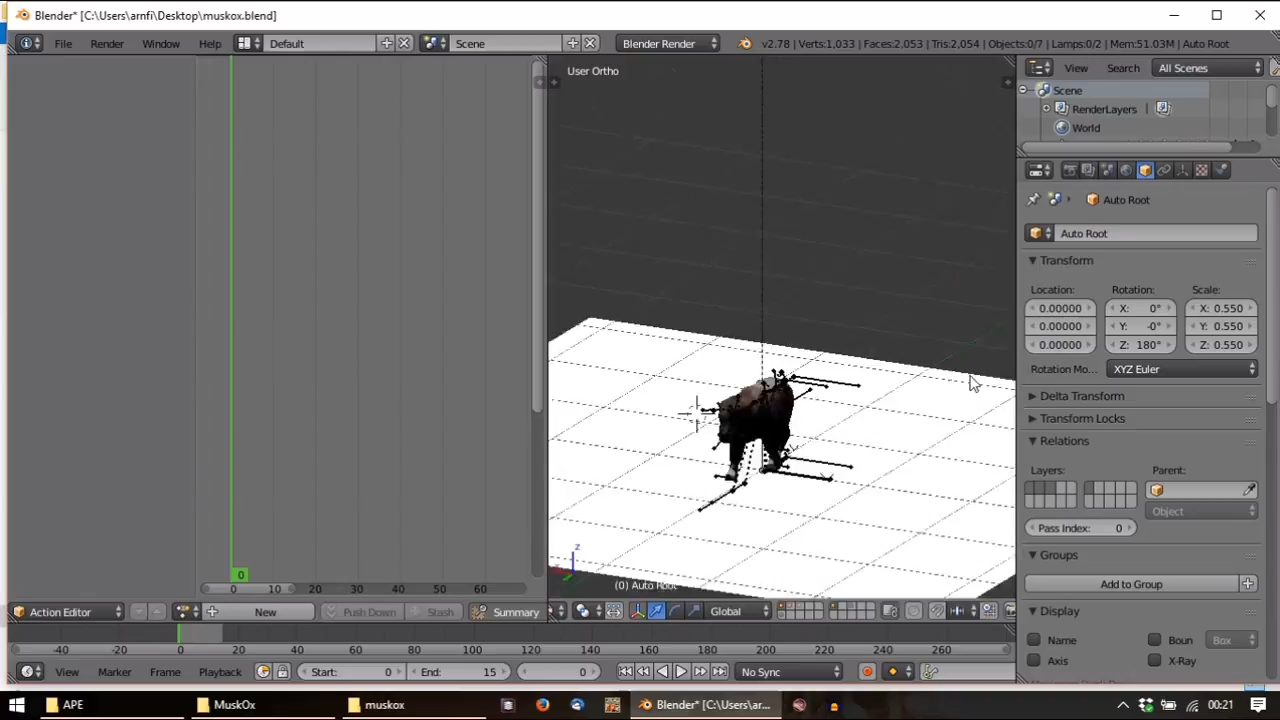 Blender* [C:\Users\arnfi\Desktop\muskox.blend]
File Render Window Help Default Scene Blender Render v2.78 | Verts:1,033 | Faces:2,053 | Tris:2,054 | Objects:0/7 | Lamps:0/2 | Mem:51.03M | Auto Root
User Ortho
View Search All Scenes
Scene
RenderLayers
World
Auto Root
Auto Root
Transform
Location: Rotation: Scale:
0.00000 X: 0° X: 0.550
0.00000 Y: -0° Y: 0.550
0.00000 Z: 180° Z: 0.550
Rotation Mo... XYZ Euler
Delta Transform
Transform Locks
Relations
Layers: Parent:
Object
Pass Index: 0
Groups
Add to Group
Display
Name Boun Box
Axis X-Ray
z
(0) Auto Root
0
0 10 20 30 40 50 60
Action Editor New Push Down Stash Summary Global
-40 -20 0 20 40 60 80 100 120 140 160 180 200 220 240 260
View Marker Frame Playback Start: 0 End: 15 0 No Sync
APE MuskOx muskox Blender* [C:\Users\ar... 00:21